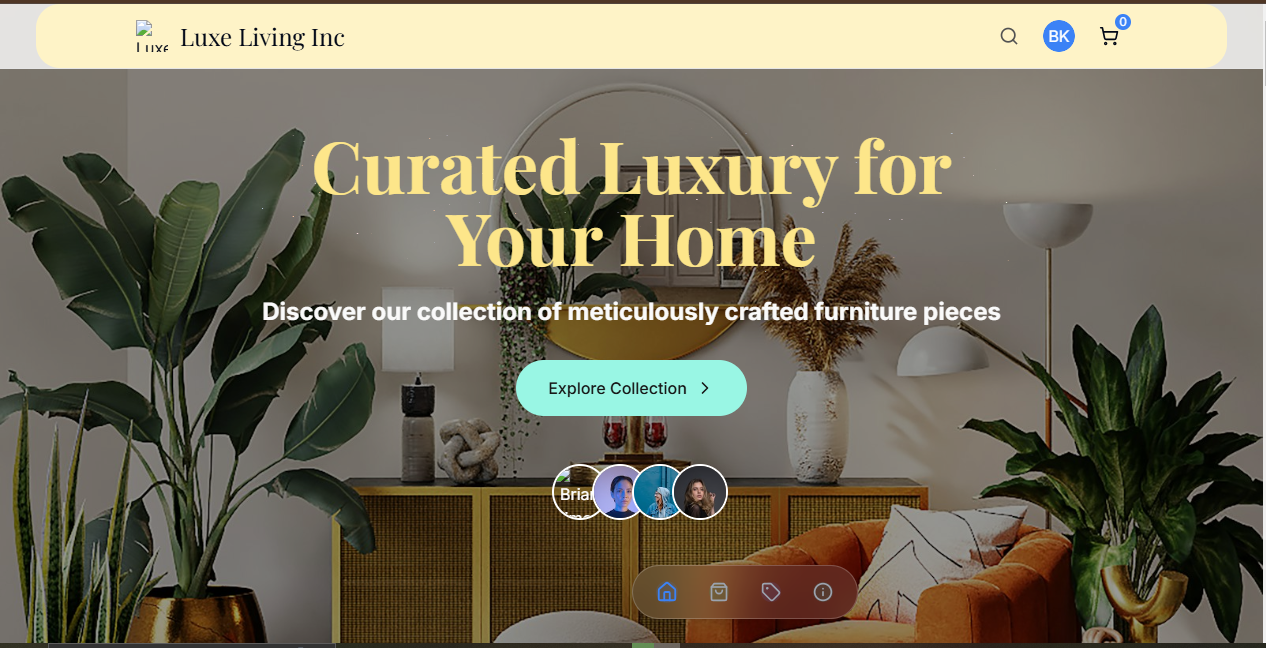 Luxe Living Inc
BK
0
Curated Luxury for
Your Home
Discover our collection of meticulously crafted furniture pieces
Explore Collection
Brian